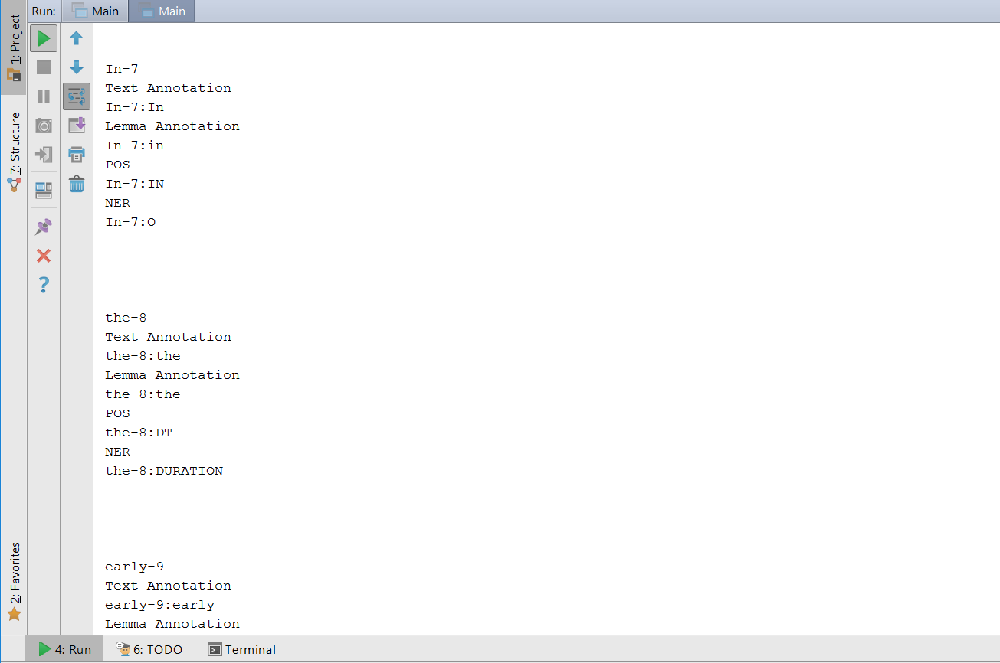 Run: Main Main
1: Project
7: Structure
2: Favorites
In-7
Text Annotation
In-7:In
Lemma Annotation
In-7:in
POS
In-7:IN
NER
In-7:O
the-8
Text Annotation
the-8:the
Lemma Annotation
the-8:the
POS
the-8:DT
NER
the-8:DURATION
early-9
Text Annotation
early-9:early
Lemma Annotation
4: Run 6: TODO Terminal